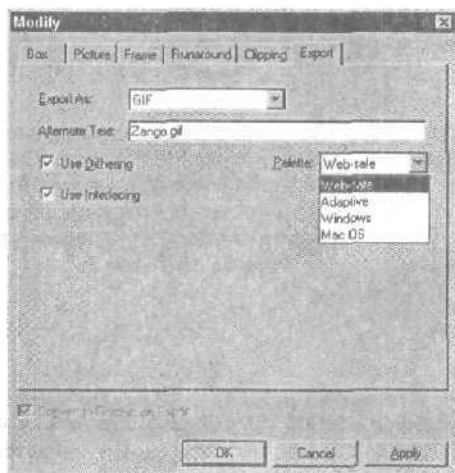 Modify
Box Picture Frame Runaround Clipping Export
Export As: GIF
Alternate Text: Zango.gif
Use Dithering Palette: Web-safe
Web-safe
Use Interlacing Adaptive
Windows
Mac OS
OK Cancel Apply